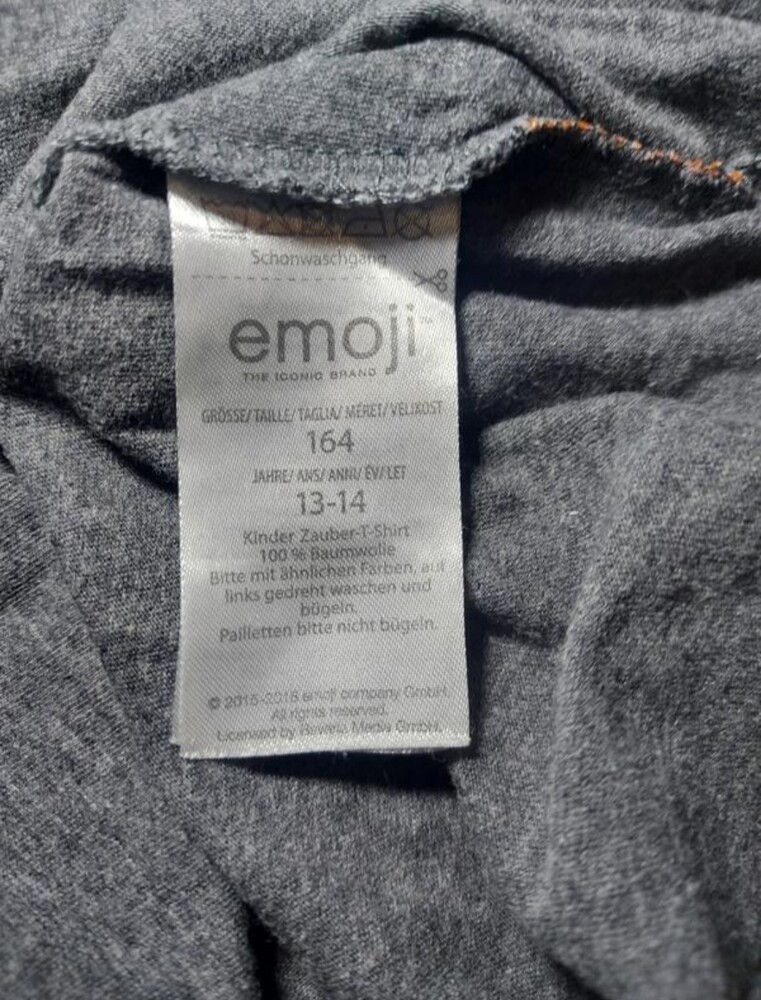 Schonwaschgang
emoji™
THE ICONIC BRAND
GRÖSSE/ TAILLE/ TAGLIA/ MÉRET/ VELIKOST
164
JAHRE/ ANS/ ANNI/ ÉV/ LET
13-14
Kinder Zauber-T-Shirt
100 % Baumwolle
Bitte mit ähnlichen Farben, auf
links gedreht waschen und
bügeln.
Pailletten bitte nicht bügeln.
© 2015-2018 emoji company GmbH.
All rights reserved.
Licensed by Bavaria Media GmbH.